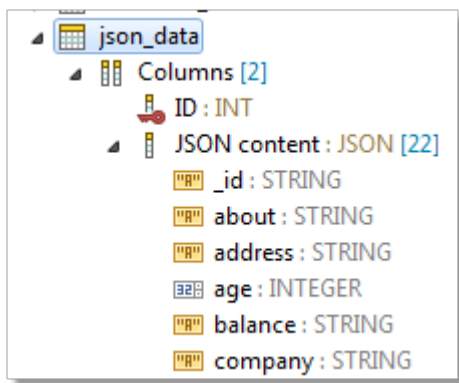 json_data
Columns [2]
ID : INT
JSON content : JSON [22]
"A" _id : STRING
"A" about : STRING
"A" address : STRING
32 age : INTEGER
"A" balance : STRING
"A" company : STRING